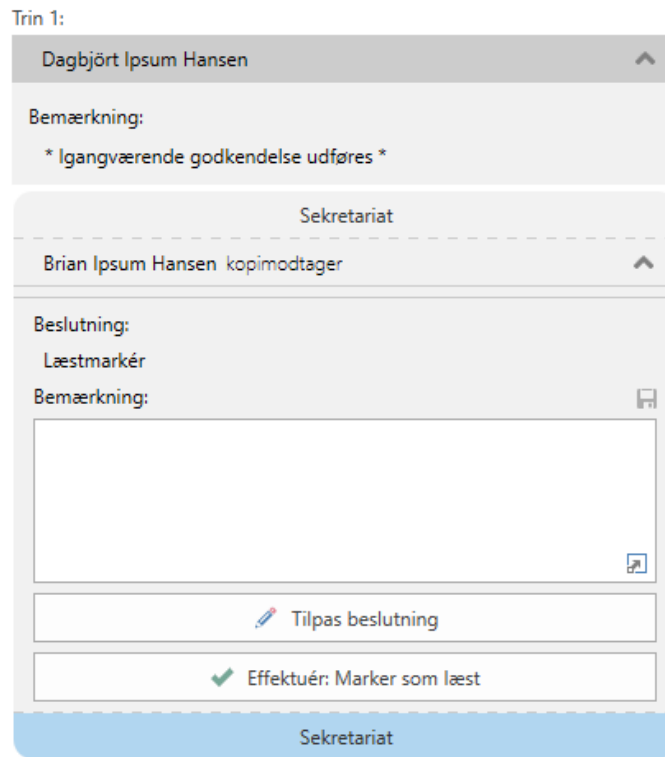 Trin 1:
Dagbjört Ipsum Hansen
Bemærkning:
* Igangværende godkendelse udføres *
Sekretariat
Brian Ipsum Hansen kopimodtager
Beslutning:
Læstmarkér
Bemærkning:
Tilpas beslutning
Effektuér: Marker som læst
Sekretariat